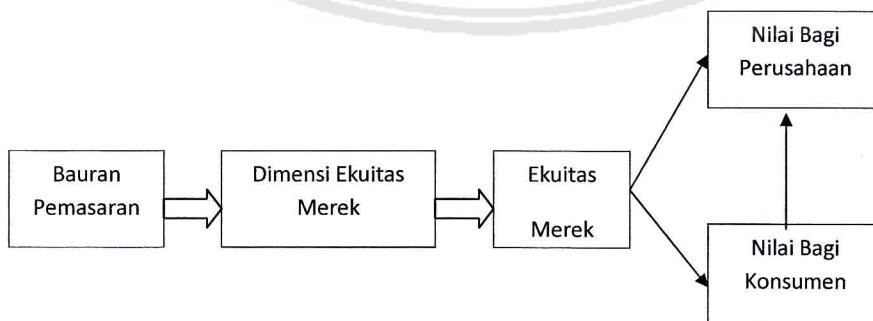 Nilai Bagi
Perusahaan
Bauran
Pemasaran
Dimensi Ekuitas
Merek
Ekuitas
Merek
Nilai Bagi
Konsumen